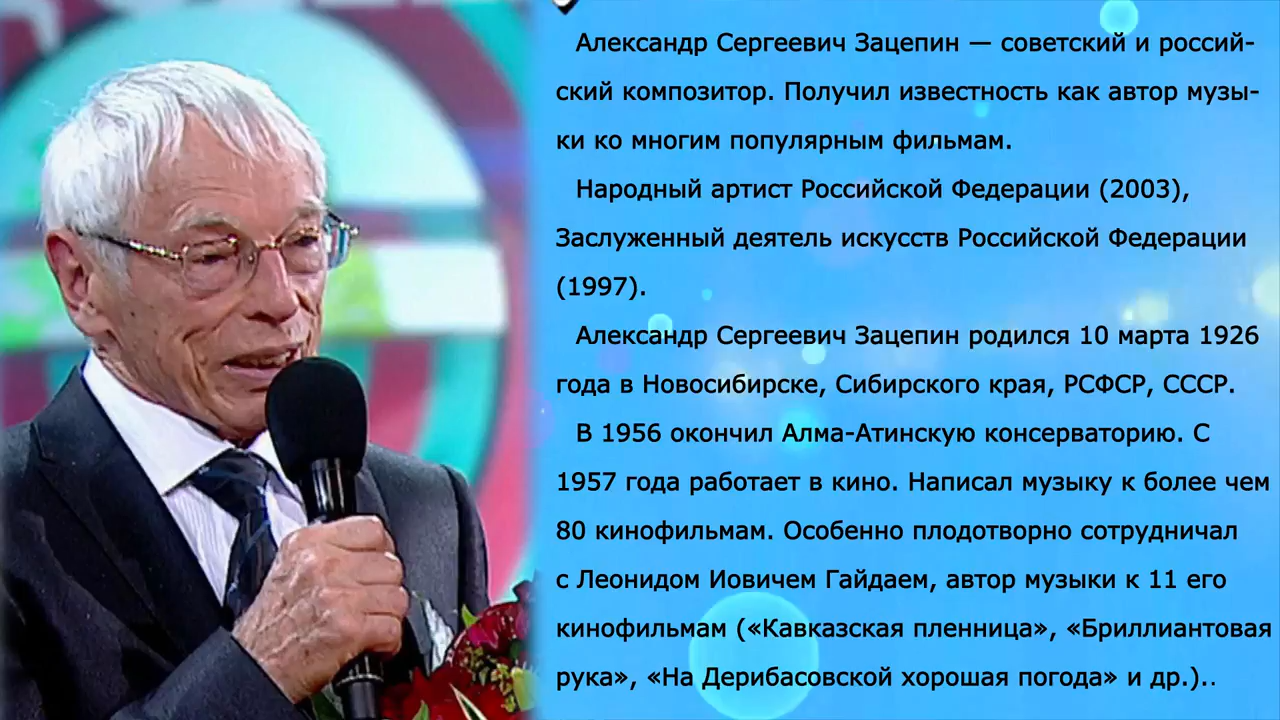 Александр Сергеевич Зацепин — советский и россий-
ский композитор. Получил известность как автор музы-
ки ко многим популярным фильмам.
Народный артист Российской Федерации (2003),
Заслуженный деятель искусств Российской Федерации
(1997).
Александр Сергеевич Зацепин родился 10 марта 1926
года в Новосибирске, Сибирского края, РСФСР, СССР.
В 1956 окончил Алма-Атинскую консерваторию. С
1957 года работает в кино. Написал музыку к более чем
80 кинофильмам. Особенно плодотворно сотрудничал
с Леонидом Иовичем Гайдаем, автор музыки к 11 его
кинофильмам («Кавказская пленница», «Бриллиантовая
рука», «На Дерибасовской хорошая погода» и др.)..